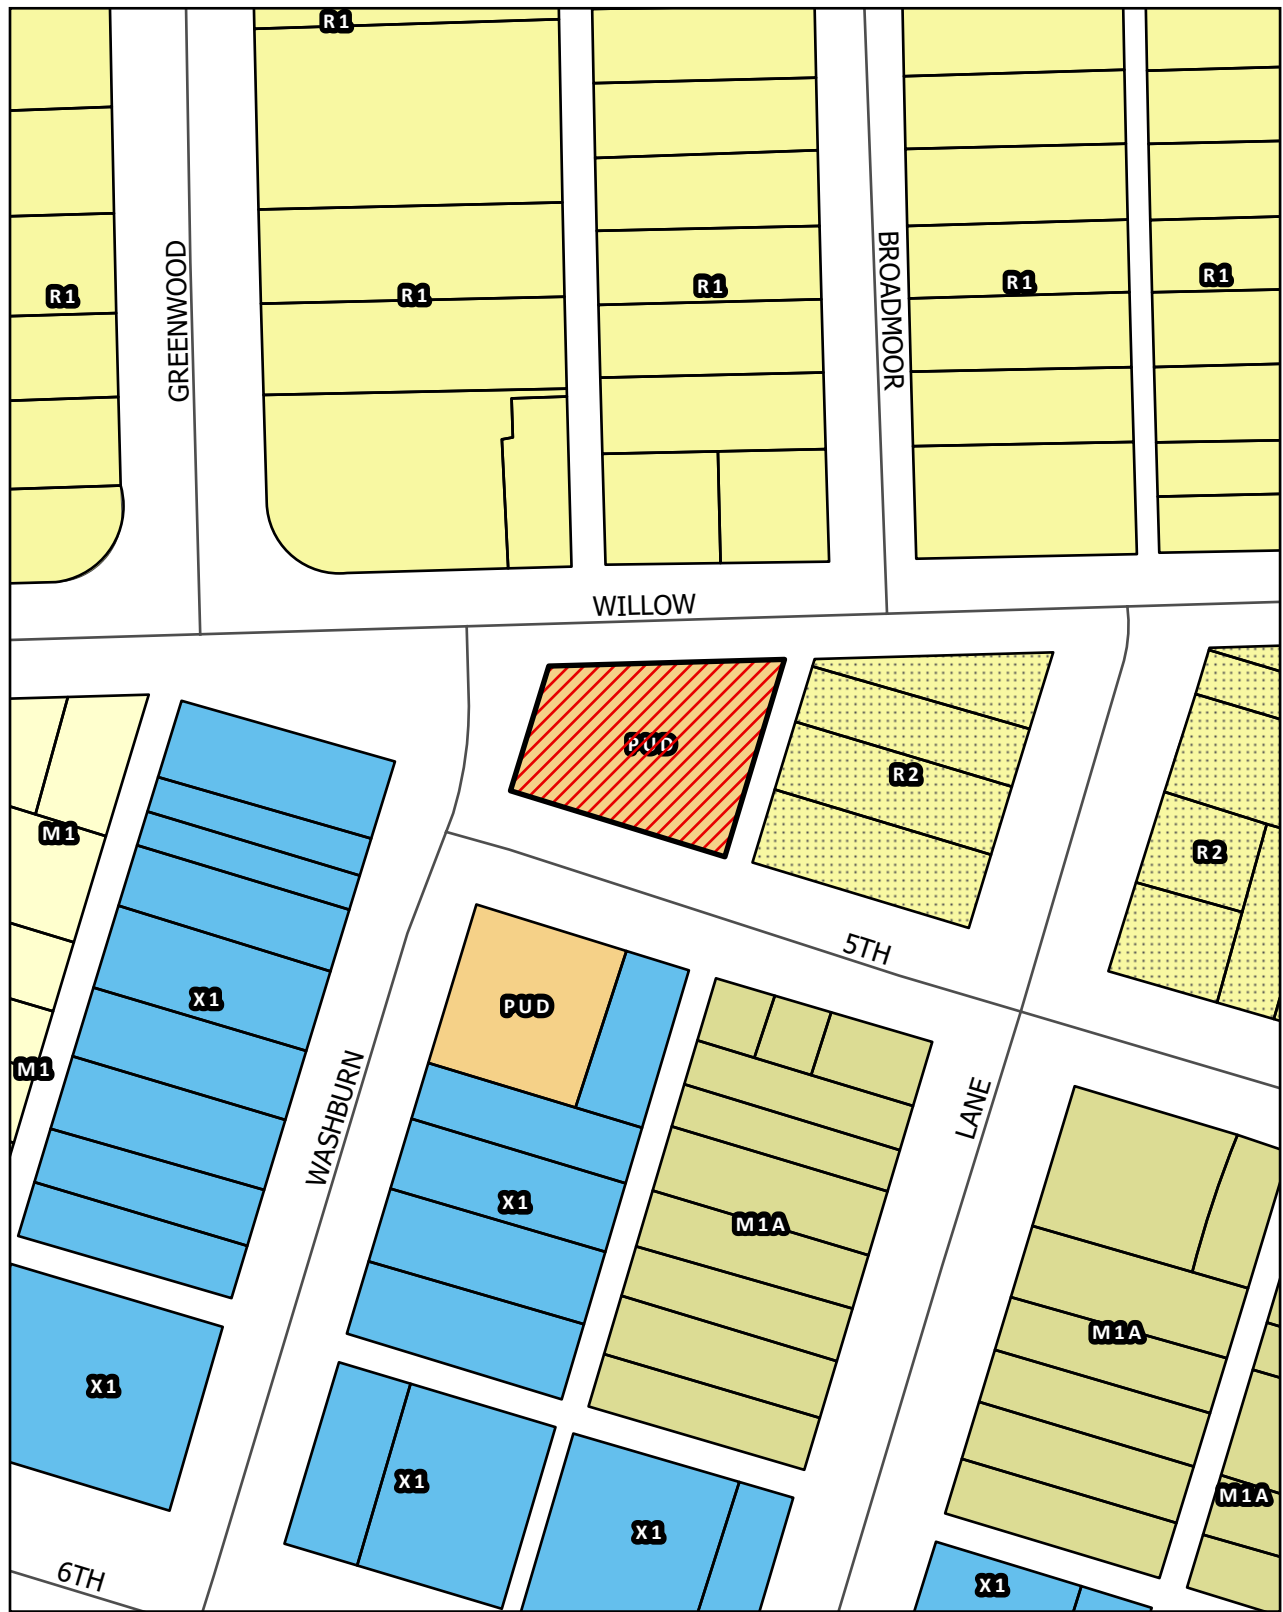 R1
GREENWOOD
BROADMOOR
R1
R1
R1
R1
R1
WILLOW
PUD
R2
M1
R2
5TH
X1
PUD
M1
WASHBURN
LANE
X1
M1A
M1A
X1
X1
M1A
X1
X1
6TH